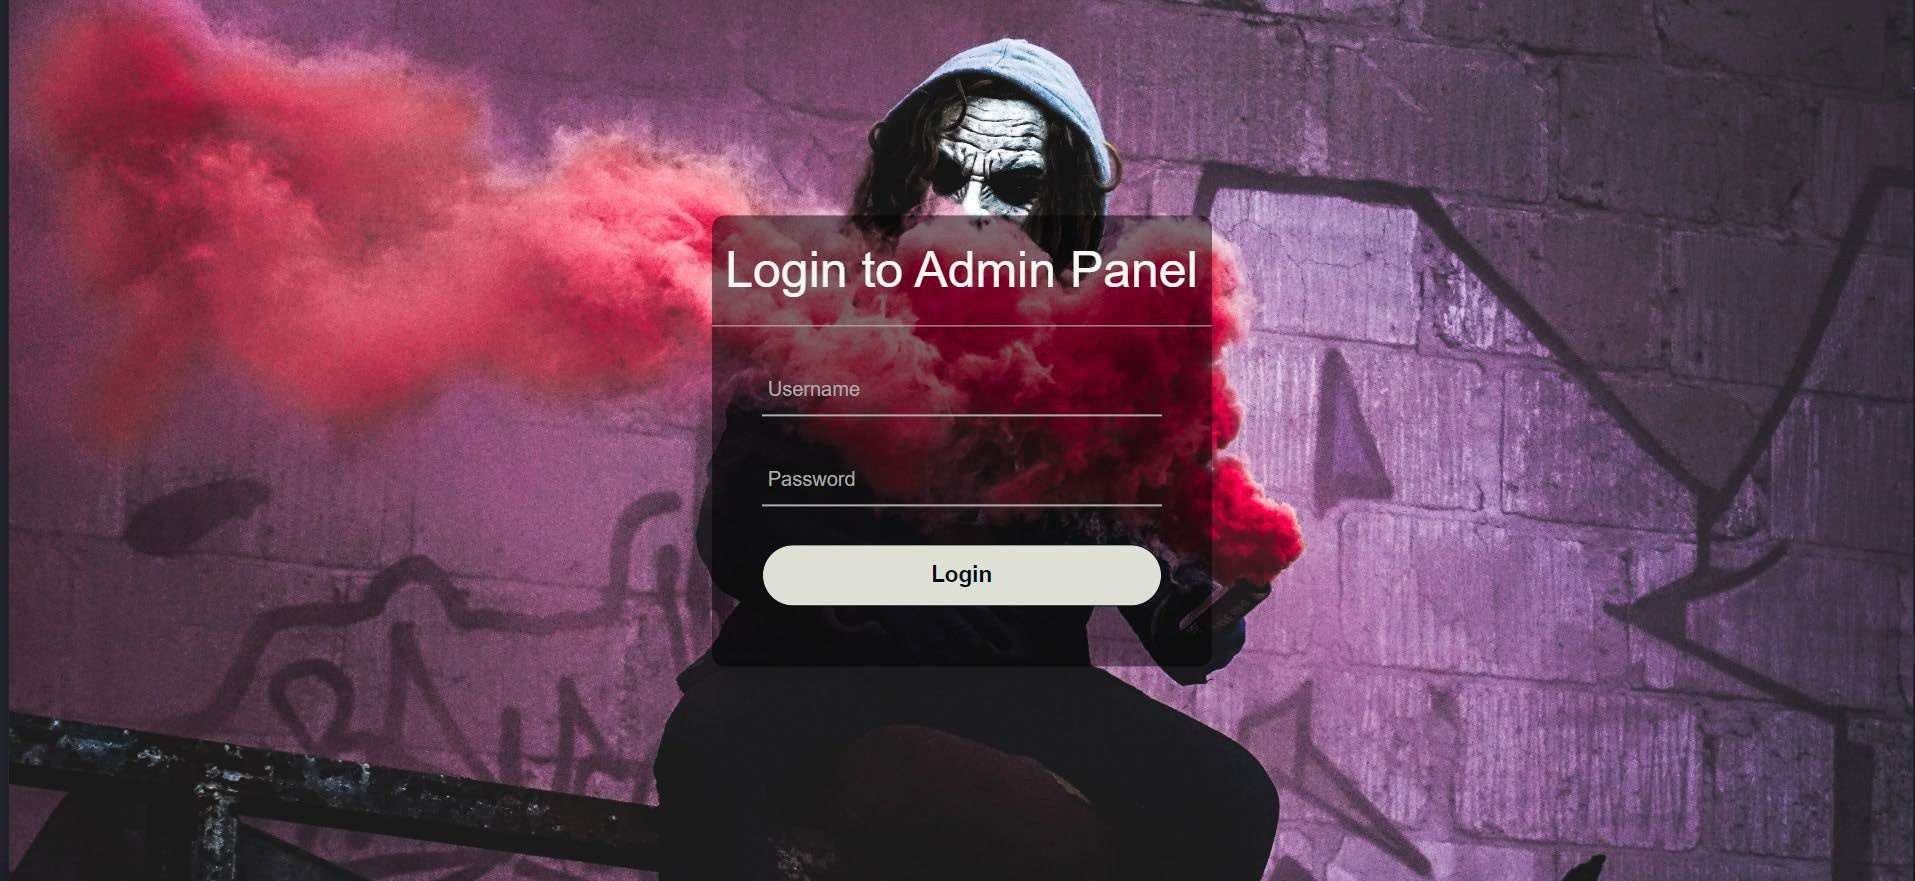 Login to Admin Panel
Username
Password
Login